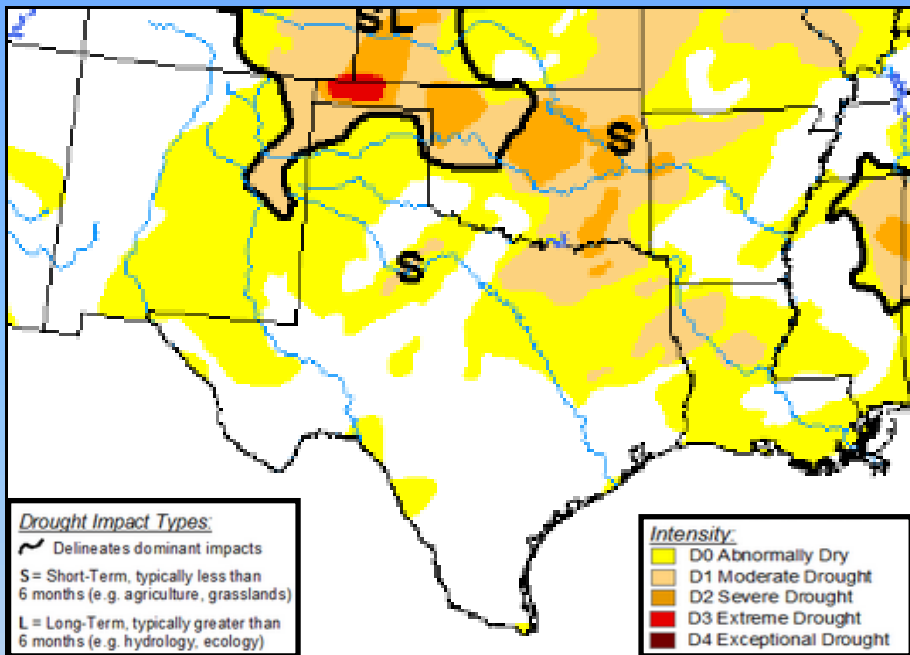 SL
S
S
Drought Impact Types:
Delineates dominant impacts
S = Short-Term, typically less than
6 months (e.g. agriculture, grasslands)
L = Long-Term, typically greater than
6 months (e.g. hydrology, ecology)
Intensity:
D0 Abnormally Dry
D1 Moderate Drought
D2 Severe Drought
D3 Extreme Drought
D4 Exceptional Drought